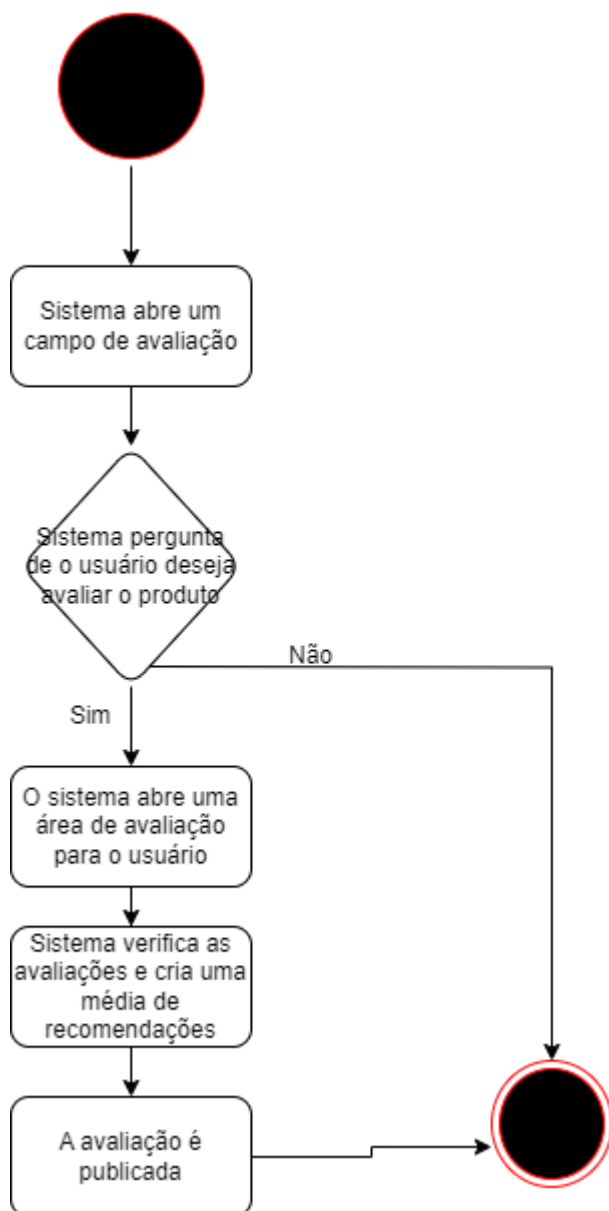 Sistema abre um
campo de avaliação
Sistema pergunta
de o usuário deseja
avaliar o produto
Não
Sim
O sistema abre uma
área de avaliação
para o usuário
Sistema verifica as
avaliações e cria uma
média de
recomendações
A avaliação é
publicada